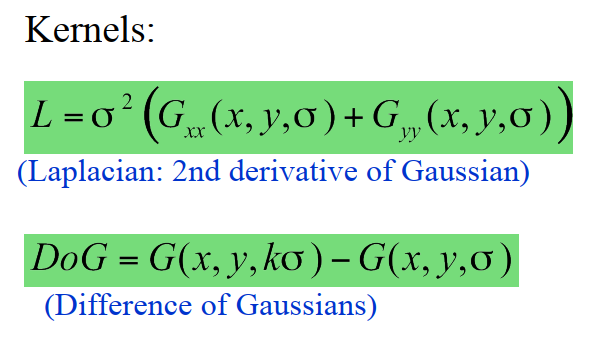 Kernels:
L = σ² (Gₓₓ(x, y,σ) + Gyy(x, y,σ))
(Laplacian: 2nd derivative of Gaussian)
DoG = G(x, y,kσ) − G(x, y,σ)
(Difference of Gaussians)